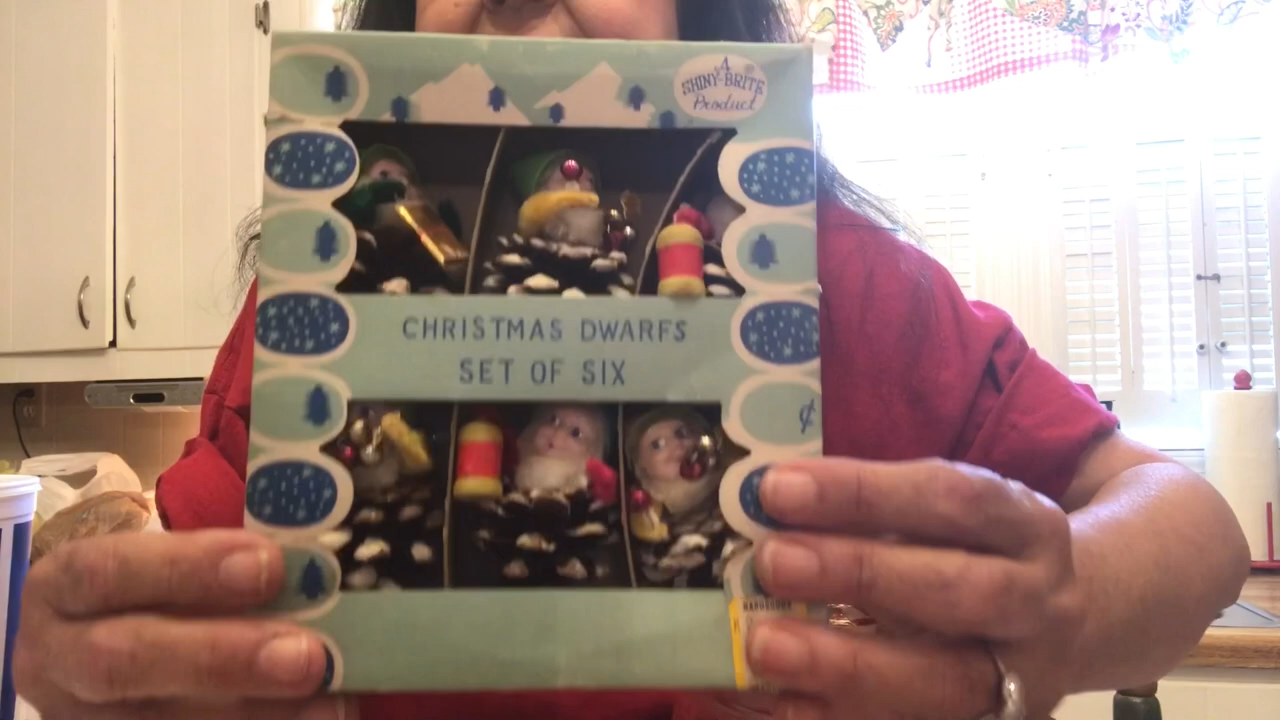 A
SHINY-BRITE
Product
CHRISTMAS DWARFS
SET OF SIX
¢